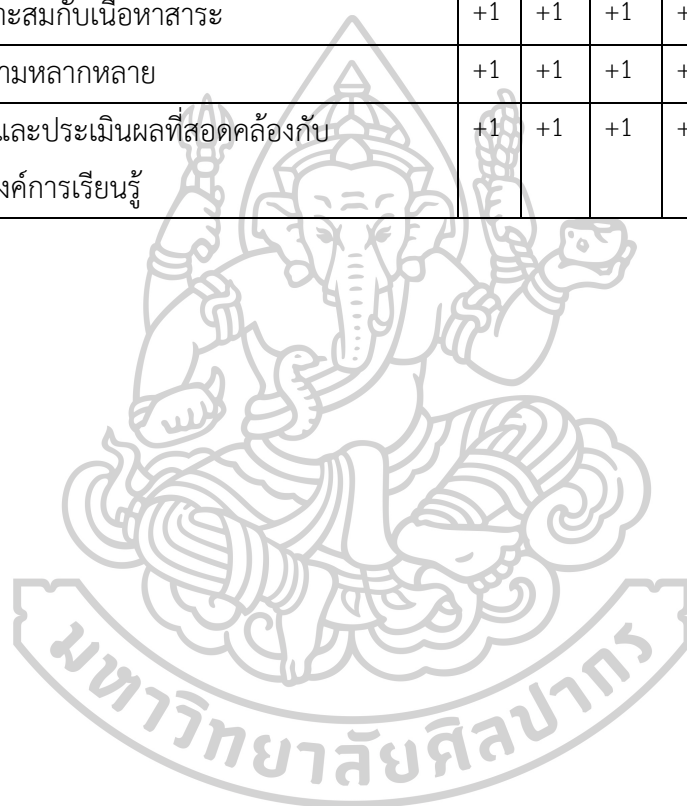 าะสมกับเนื้อหาสาระ +1 +1 +1 +
ามหลากหลาย +1 +1 +1 +
และประเมินผลที่สอดคล้องกับ +1 +1 +1 +
งค์การเรียนรู้
มหาวิทยาลัยศิลปากร